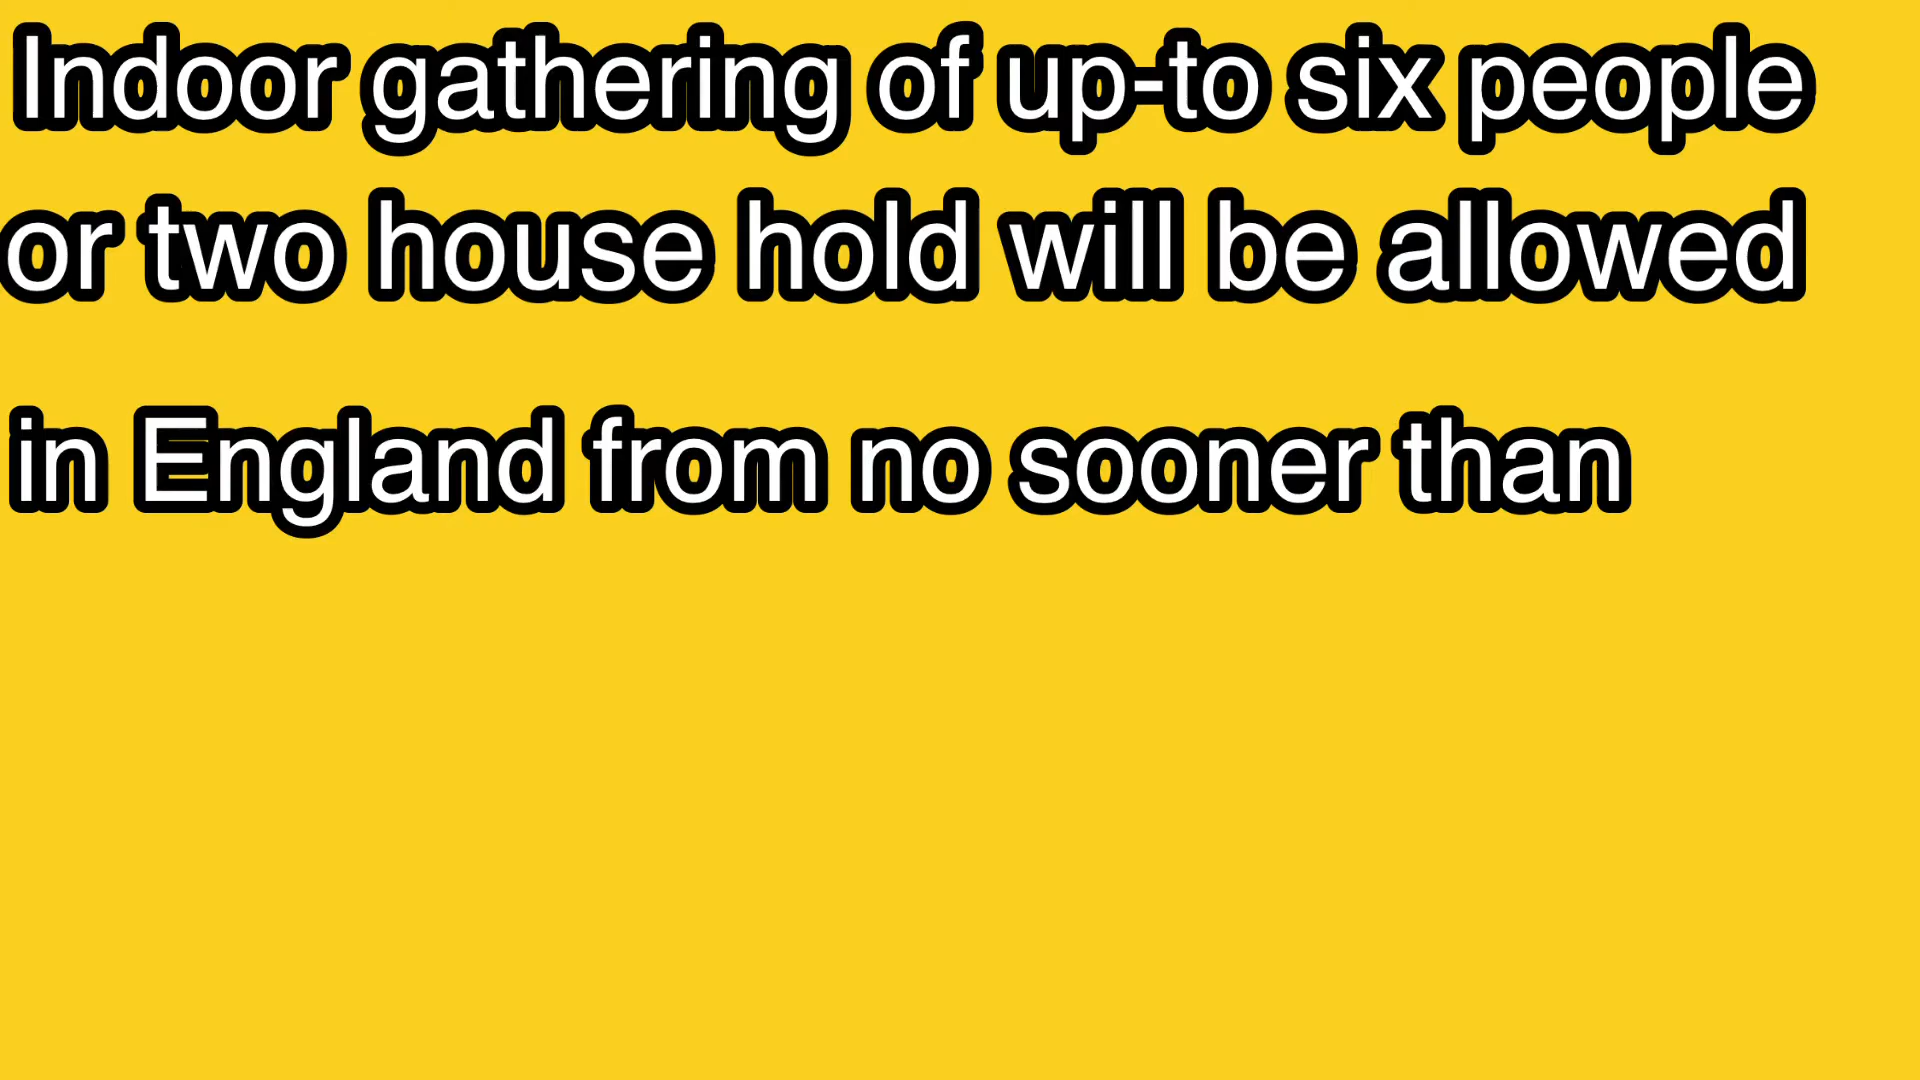 Indoor gathering of up-to six people
or two house hold will be allowed
in England from no sooner than